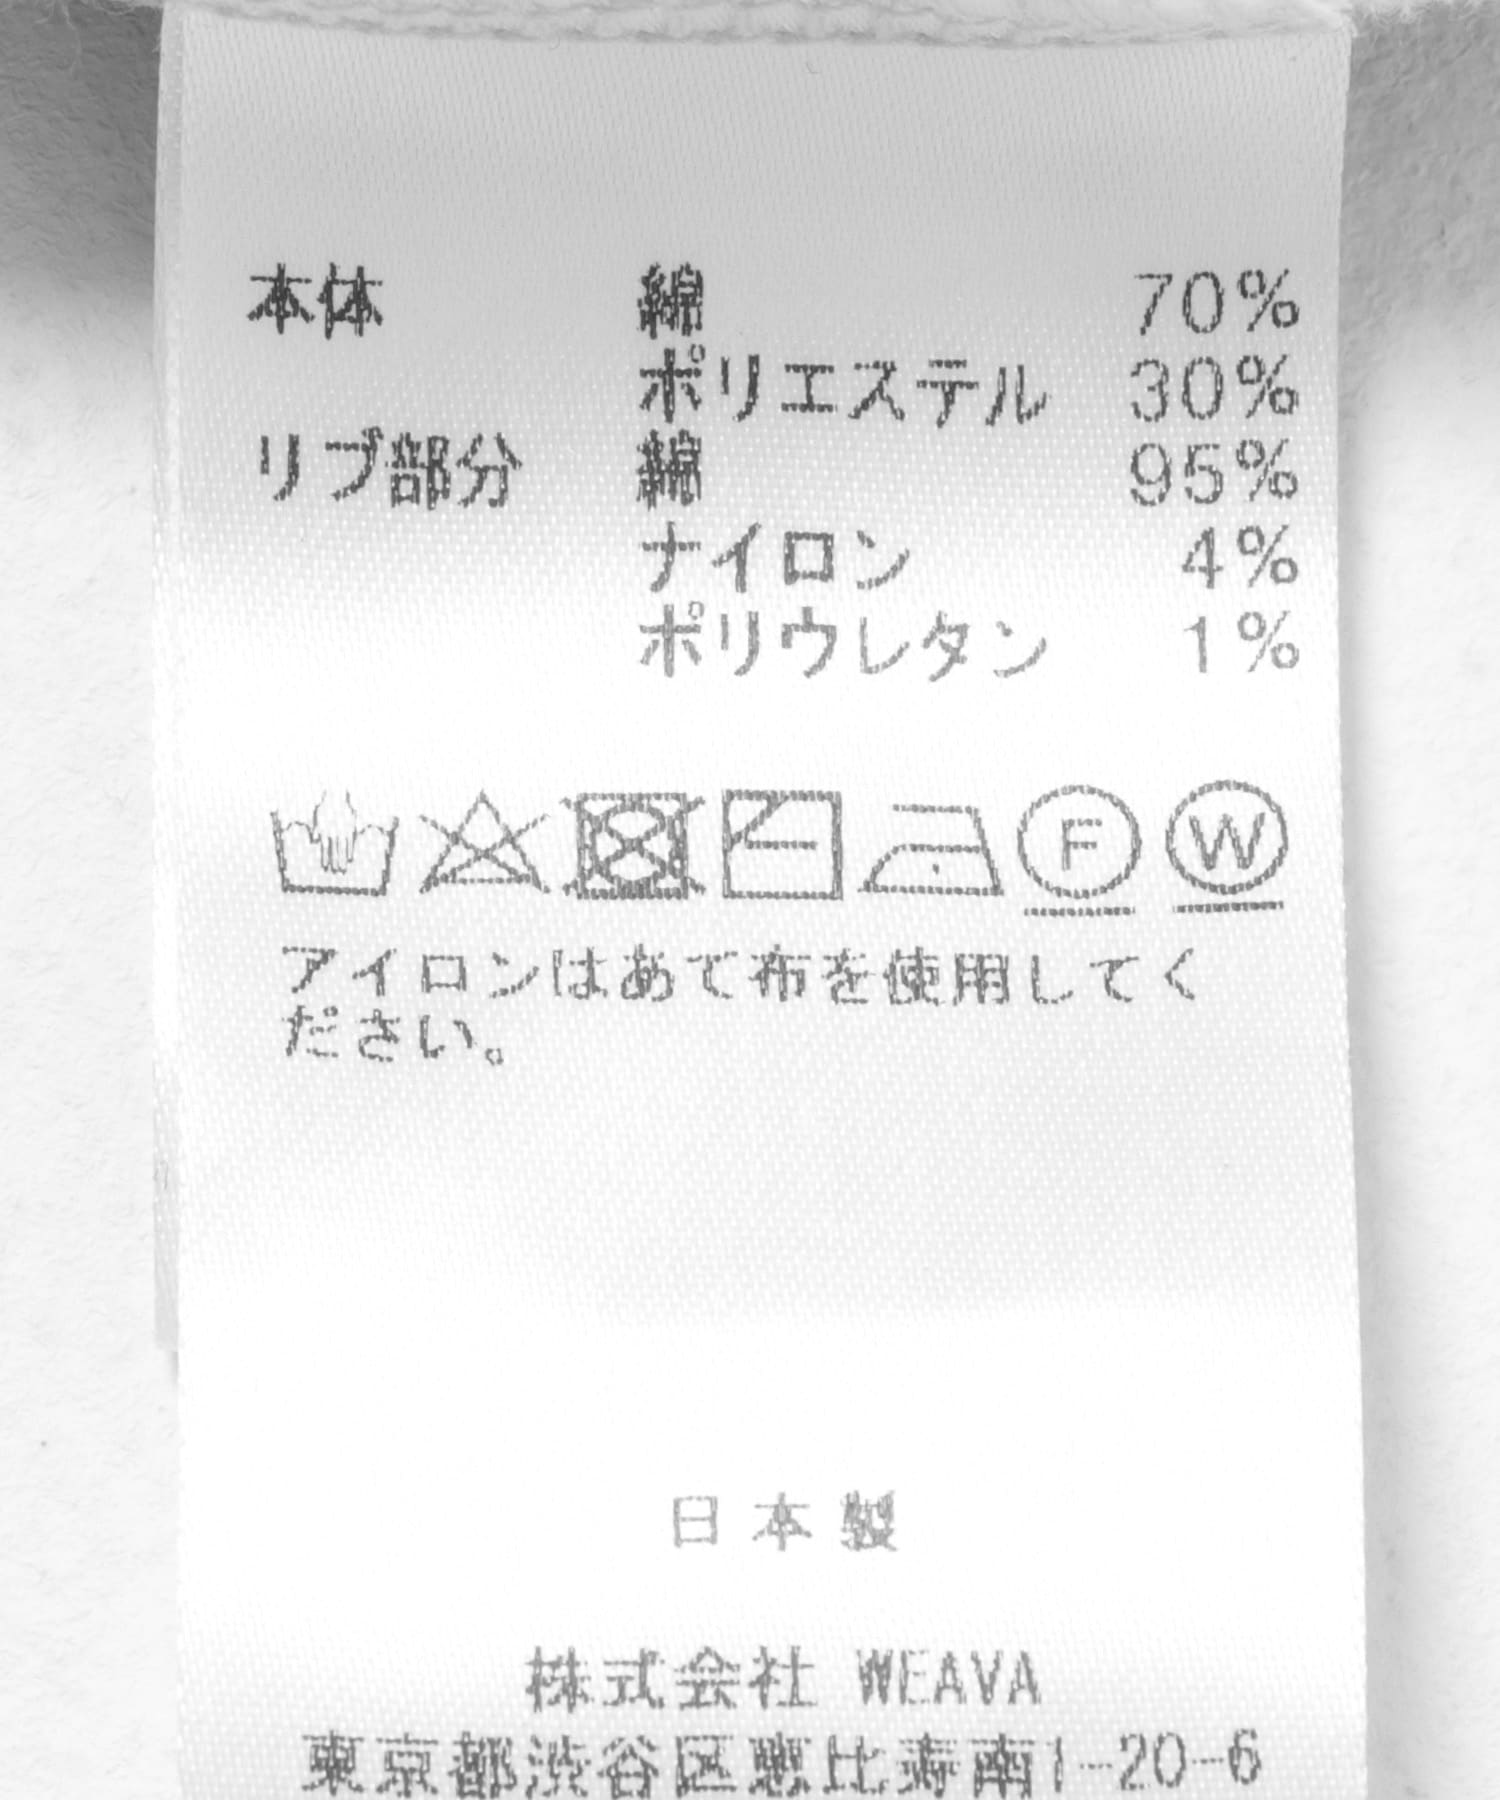 本体 綿 70%
ポリエステル 30%
リブ部分 綿 95%
ナイロン 4%
ポリウレタン 1%
F W
アイロンはあて布を使用してく
ださい。
日本製
株式会社 WEAVA
東京都渋谷区恵比寿南1-20-6